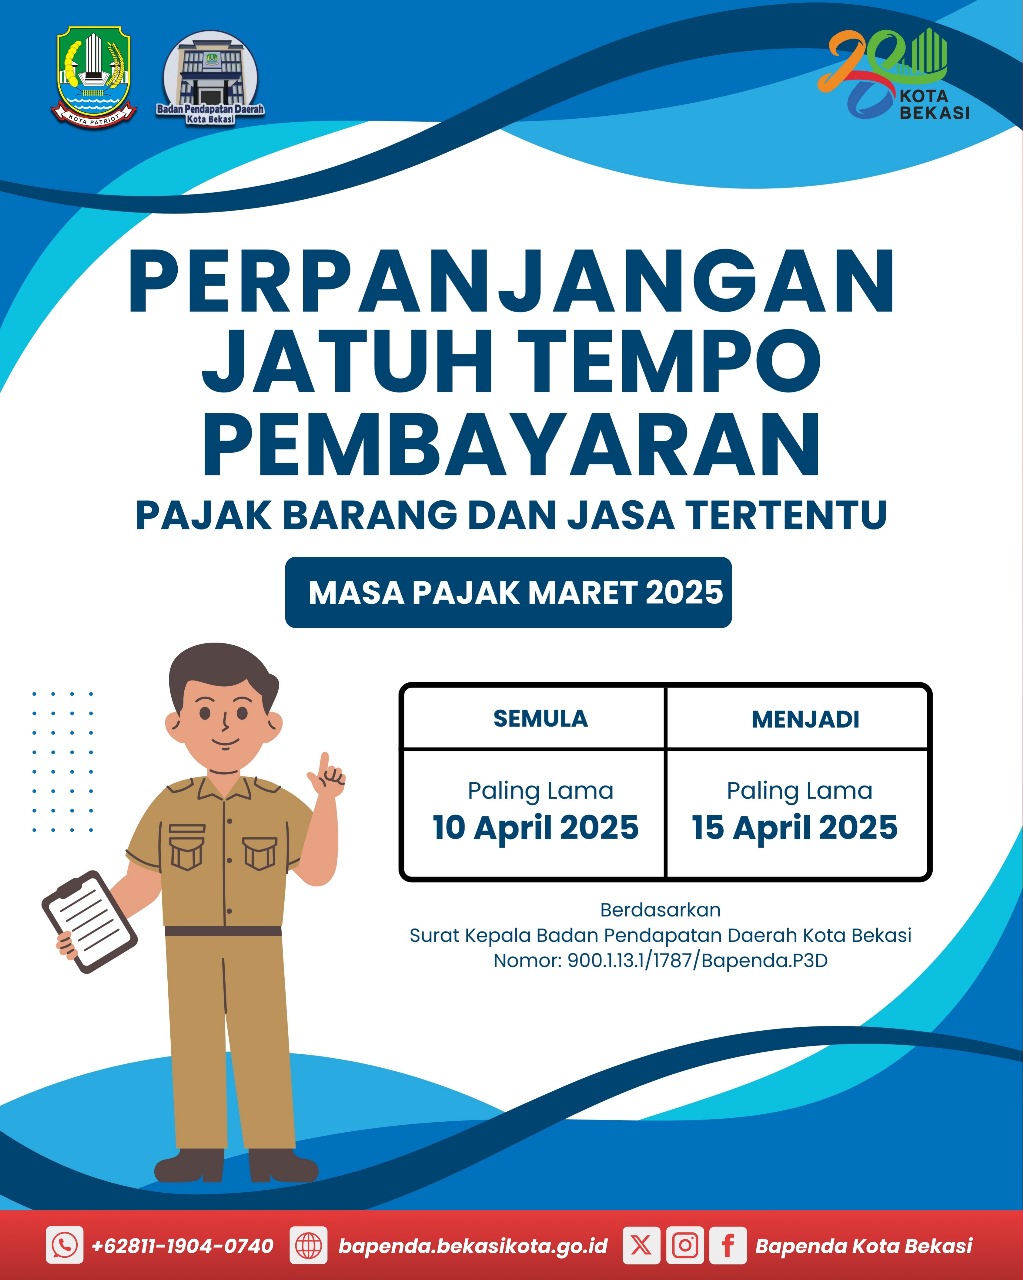 KOTA PATRIOT
Badan Pendapatan Daerah
Kota Bekasi
28
KOTA
BEKASI
PERPANJANGAN
JATUH TEMPO
PEMBAYARAN
PAJAK BARANG DAN JASA TERTENTU
MASA PAJAK MARET 2025
SEMULA
MENJADI
Paling Lama
10 April 2025
Paling Lama
15 April 2025
Berdasarkan
Surat Kepala Badan Pendapatan Daerah Kota Bekasi
Nomor: 900.1.13.1/1787/Bapenda.P3D
+62811-1904-0740
bapenda.bekasikota.go.id
Bapenda Kota Bekasi